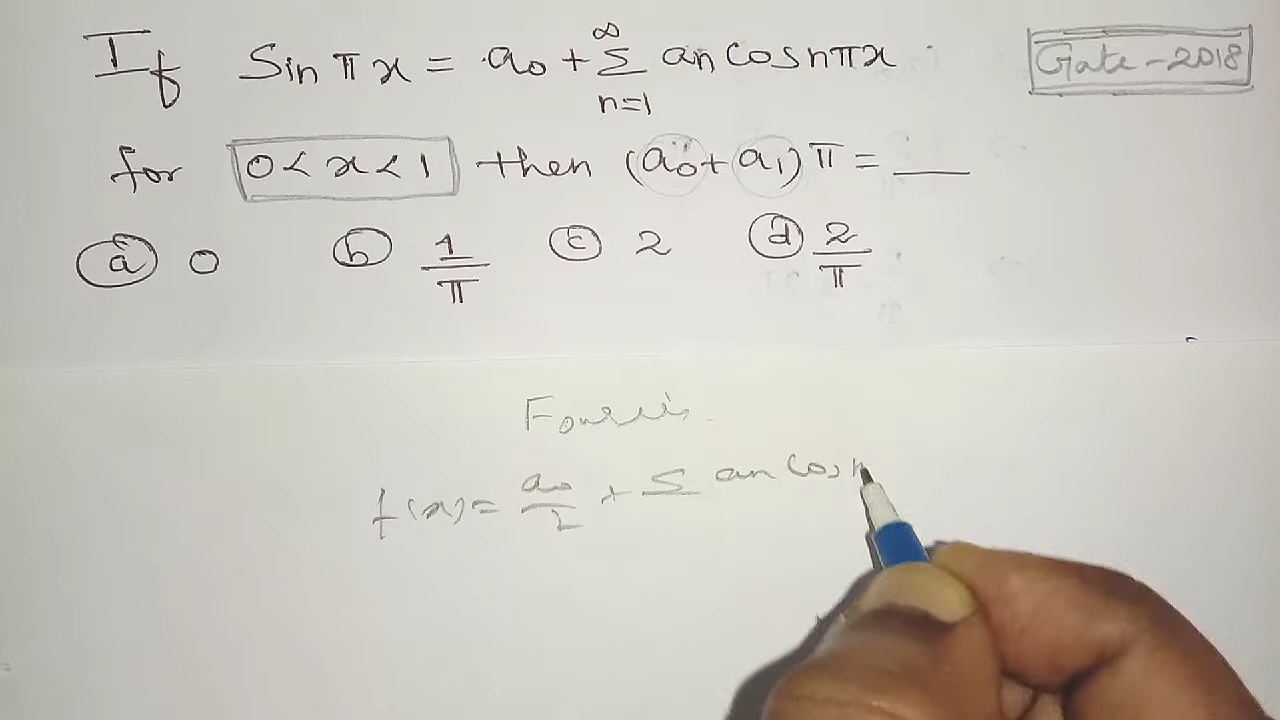 If Sin πx = a₀ + ∞ Σ n=1 aₙ cos nπx
Gate-2018
for 0 < x < 1 then (a₀ + a₁) π = ___
ⓐ 0 ⓑ 1/π ⓒ 2 ⓓ 2/π
f(x) = a₀/2 + Σ aₙ cos